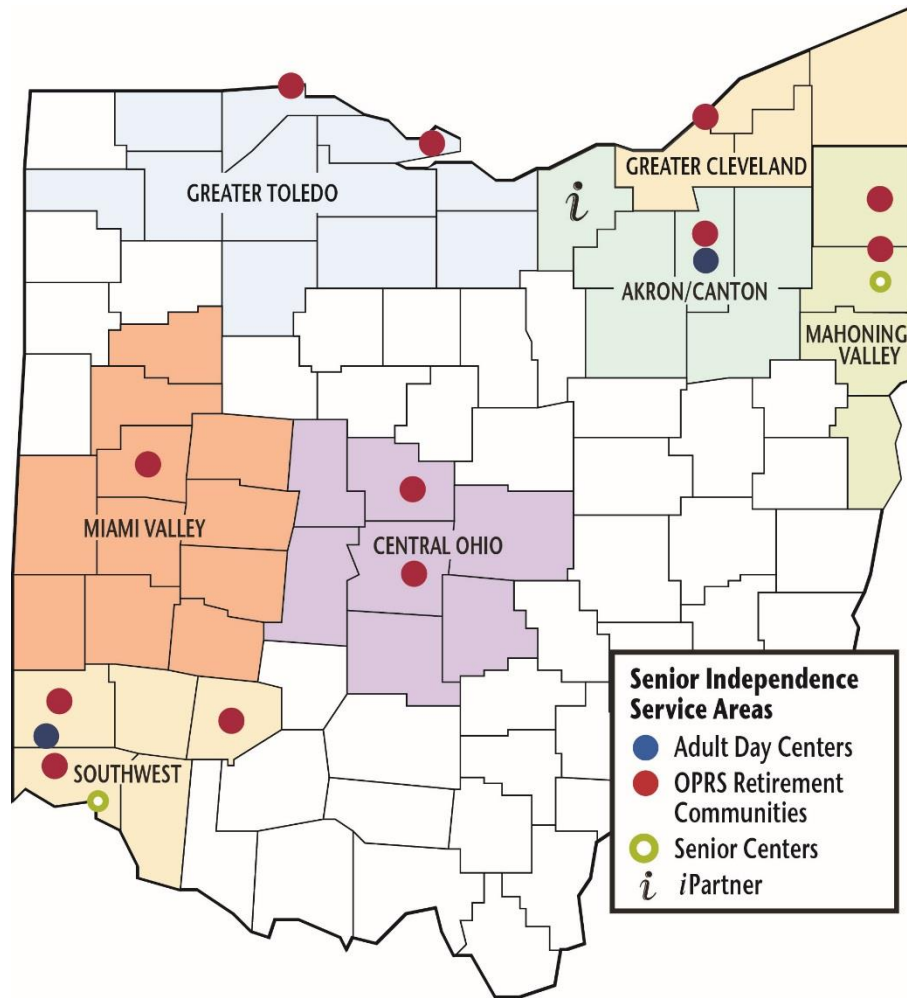 GREATER CLEVELAND
GREATER TOLEDO
i
AKRON/CANTON
MAHONING
VALLEY
MIAMI VALLEY
CENTRAL OHIO
SOUTHWEST
Senior Independence
Service Areas
Adult Day Centers
OPRS Retirement
Communities
Senior Centers
i iPartner